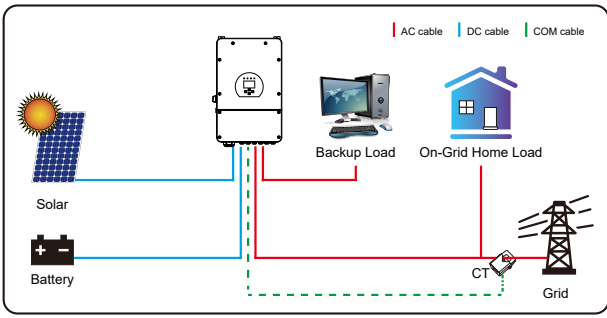 AC cable
DC cable
COM cable
Backup Load
On-Grid Home Load
Solar
Battery
CT
Grid